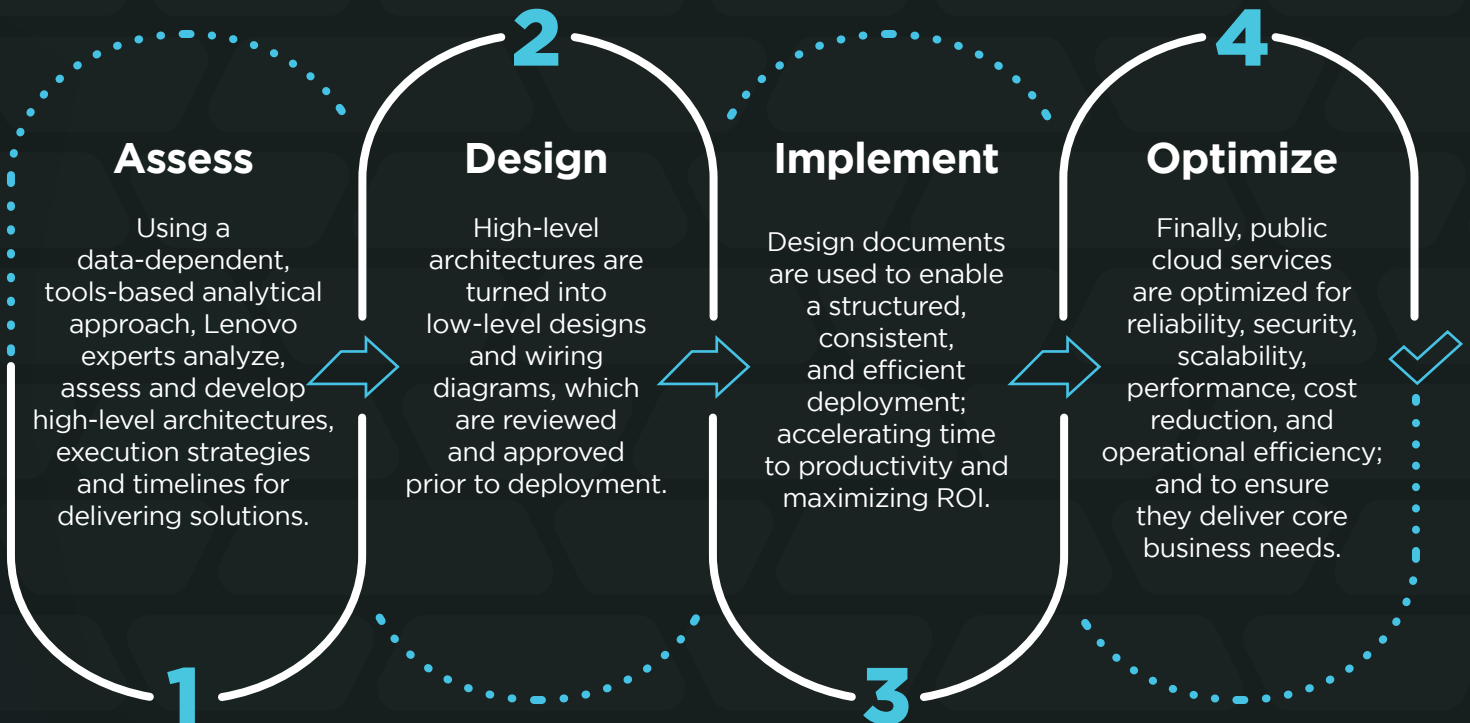 1
Assess
Using a
data-dependent,
tools-based analytical
approach, Lenovo
experts analyze,
assess and develop
high-level architectures,
execution strategies
and timelines for
delivering solutions.
2
Design
High-level
architectures are
turned into
low-level designs
and wiring
diagrams, which
are reviewed
and approved
prior to deployment.
3
Implement
Design documents
are used to enable
a structured,
consistent,
and efficient
deployment;
accelerating time
to productivity and
maximizing ROI.
4
Optimize
Finally, public
cloud services
are optimized for
reliability, security,
scalability,
performance, cost
reduction, and
operational efficiency;
and to ensure
they deliver core
business needs.